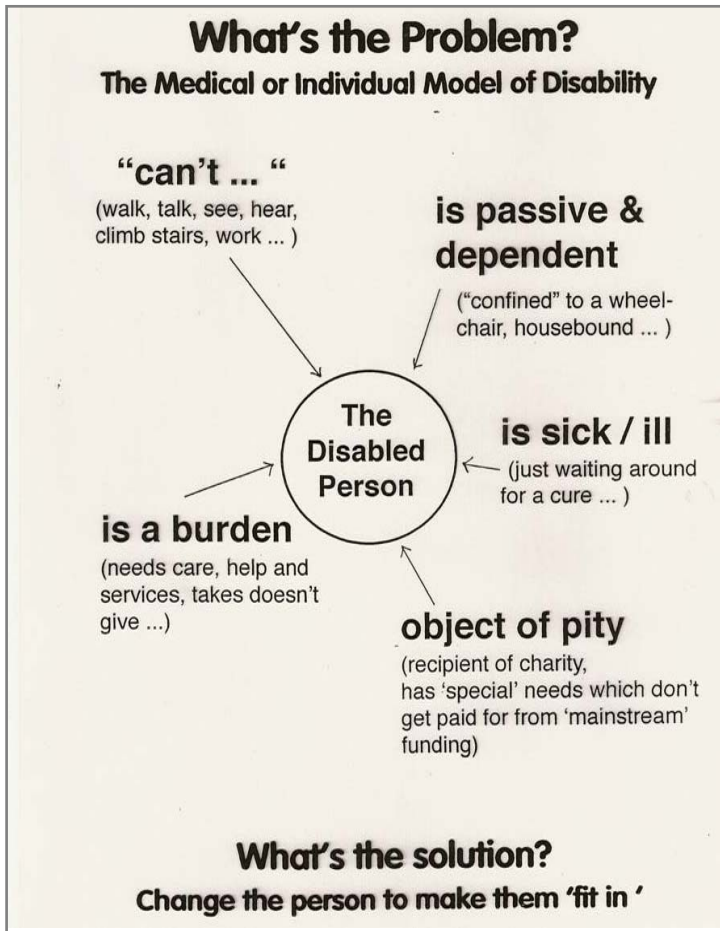 What's the Problem?
The Medical or Individual Model of Disability
“can't ... “
(walk, talk, see, hear,
climb stairs, work ... )
is passive &
dependent
(“confined” to a wheel-
chair, housebound ... )
The
Disabled
Person
is sick / ill
(just waiting around
for a cure ... )
is a burden
(needs care, help and
services, takes doesn't
give ...)
object of pity
(recipient of charity,
has ‘special’ needs which don't
get paid for from ‘mainstream’
funding)
What's the solution?
Change the person to make them ‘fit in ’